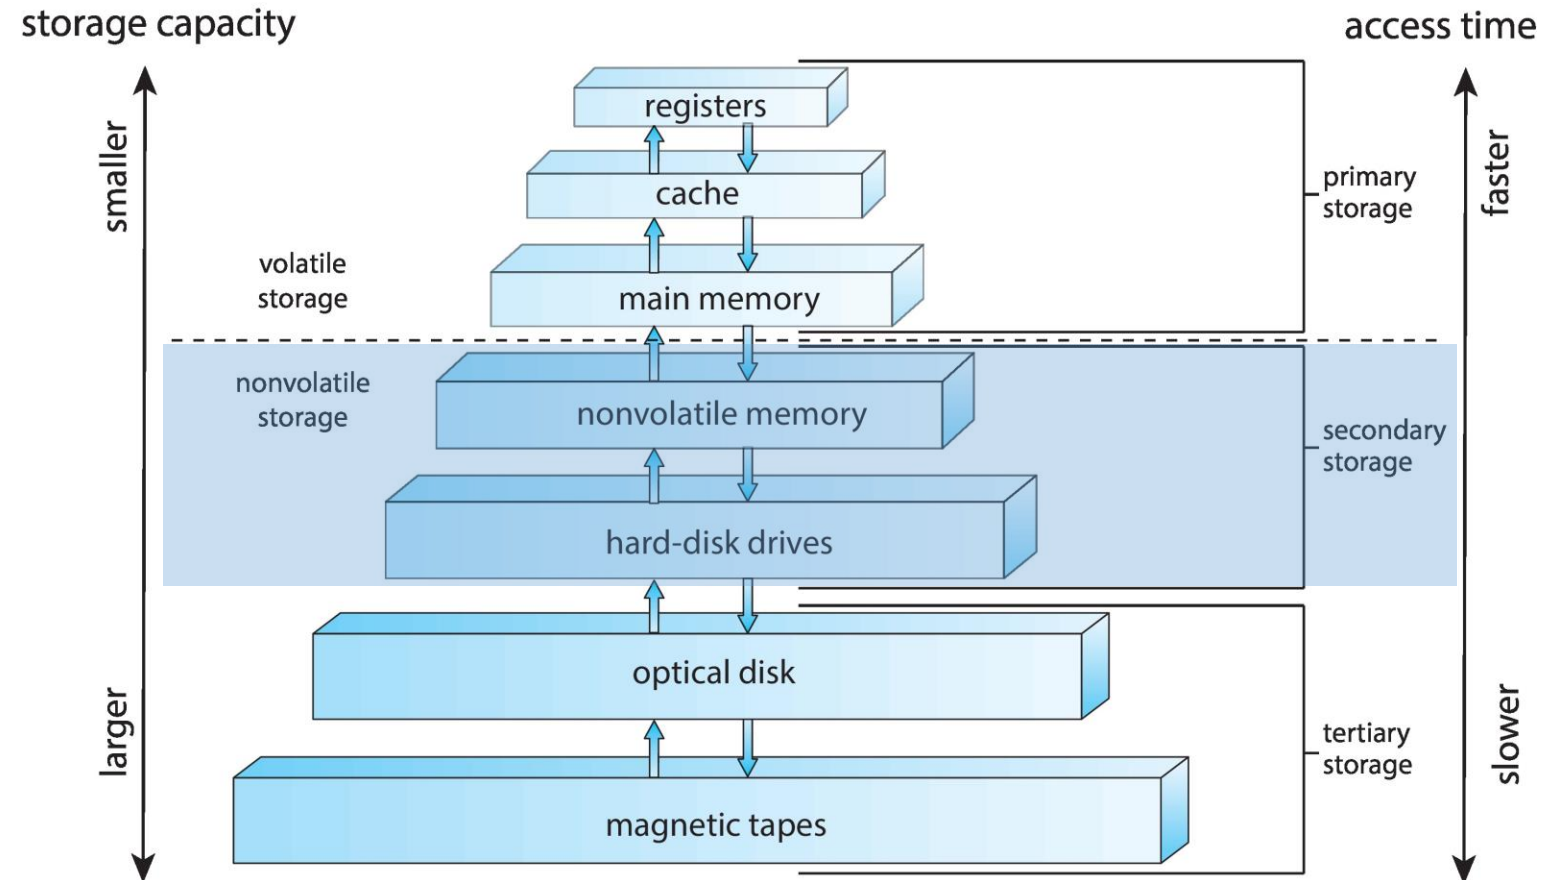 storage capacity
access time
smaller
faster
registers
cache
primary
storage
volatile
storage
main memory
nonvolatile
storage
nonvolatile memory
secondary
storage
hard-disk drives
larger
slower
optical disk
tertiary
storage
magnetic tapes